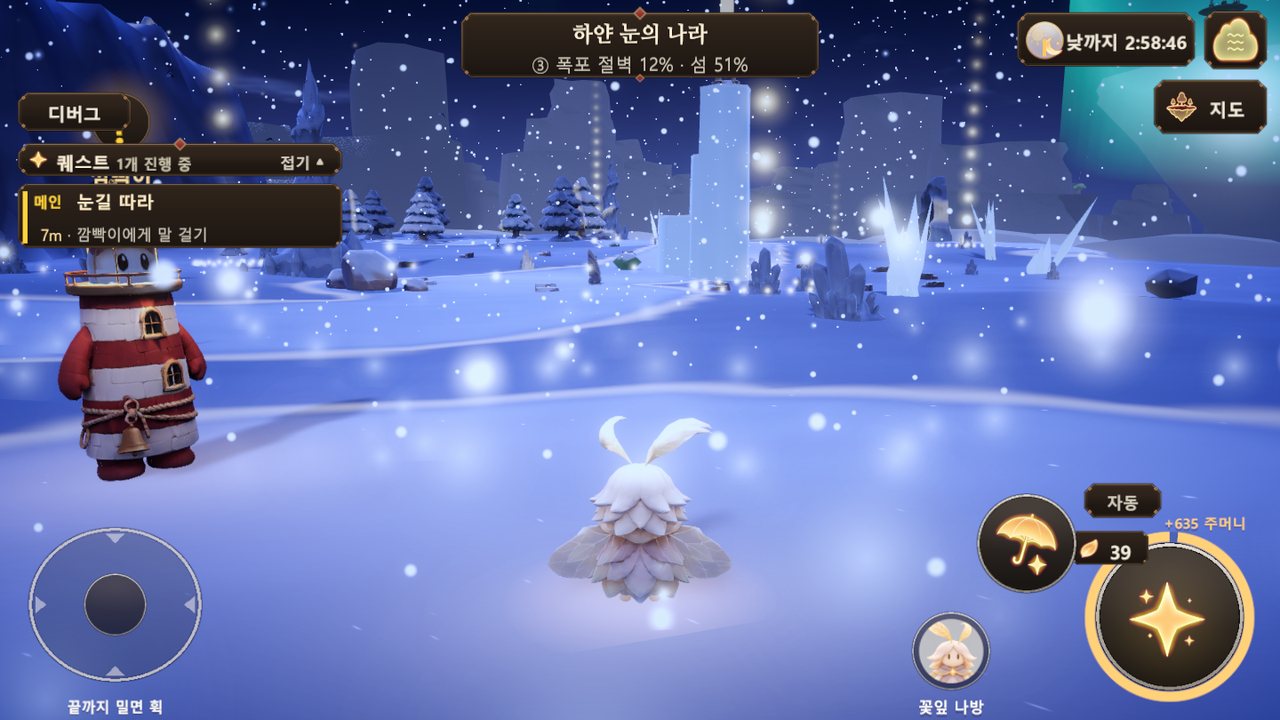 하얀 눈의 나라
③ 폭포 절벽 12% · 섬 51%
낮까지 2:58:46
지도
디버그
퀘스트 1개 진행 중
접기
메인 눈길 따라
7m · 깜빡이에게 말 걸기
자동
+635 주머니
39
끝까지 밀면 휙
꽃잎 나방